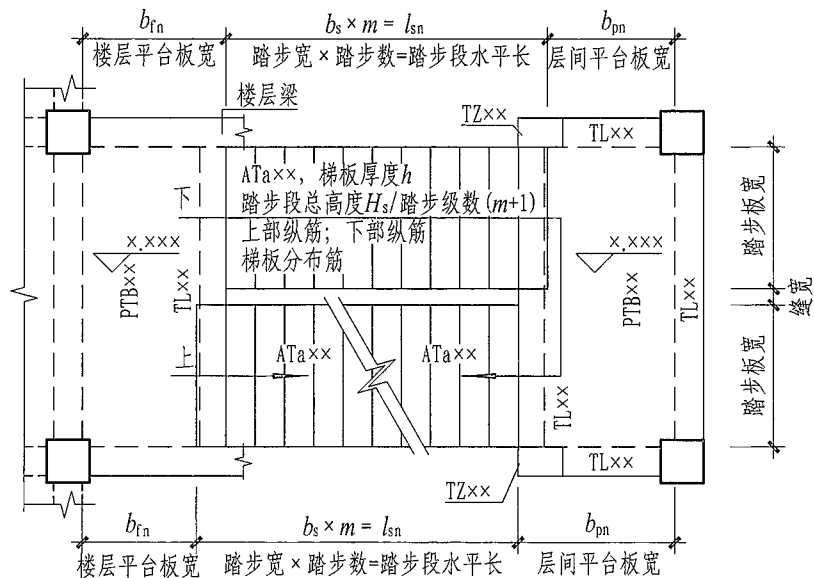 b_fn
b_s × m = l_sn
b_pn
楼层平台板宽
踏步宽×踏步数=踏步段水平长
层间平台板宽
楼层梁
TZ××
TL××
ATa××，梯板厚度h
踏步段总高度H_s/踏步级数(m+1)
上部纵筋；下部纵筋
梯板分布筋
下
×.×××
PTB××
TL××
×.×××
PTB××
TL××
踏步板宽
缝宽
踏步板宽
上
ATa××
ATa××
TL××
TL××
TZ××
b_fn
b_s × m = l_sn
b_pn
楼层平台板宽
踏步宽×踏步数=踏步段水平长
层间平台板宽